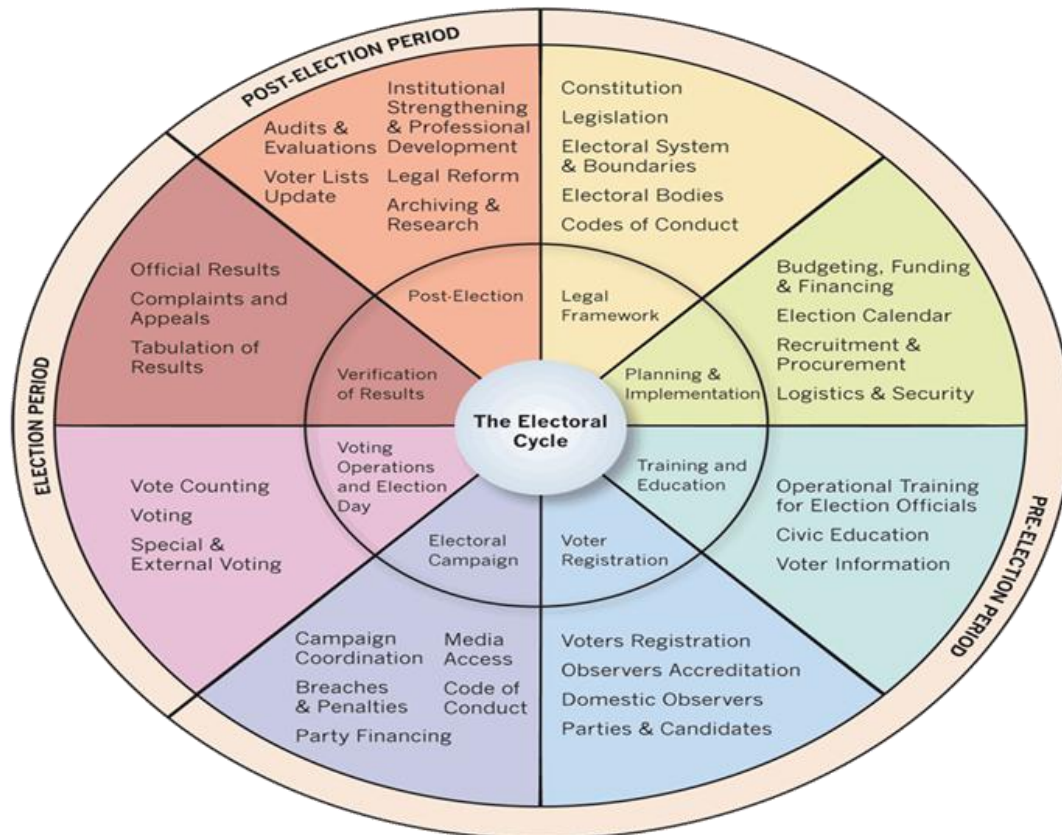 POST-ELECTION PERIOD
ELECTION PERIOD
PRE-ELECTION PERIOD
The Electoral
Cycle
Legal
Framework
Constitution
Legislation
Electoral System
& Boundaries
Electoral Bodies
Codes of Conduct
Planning &
Implementation
Budgeting, Funding
& Financing
Election Calendar
Recruitment &
Procurement
Logistics & Security
Training and
Education
Operational Training
for Election Officials
Civic Education
Voter Information
Voter
Registration
Voters Registration
Observers Accreditation
Domestic Observers
Parties & Candidates
Electoral
Campaign
Campaign
Coordination
Breaches
& Penalties
Party Financing
Media
Access
Code of
Conduct
Voting
Operations
and Election
Day
Vote Counting
Voting
Special &
External Voting
Verification
of Results
Official Results
Complaints and
Appeals
Tabulation of
Results
Post-Election
Audits &
Evaluations
Voter Lists
Update
Institutional
Strengthening
& Professional
Development
Legal Reform
Archiving &
Research